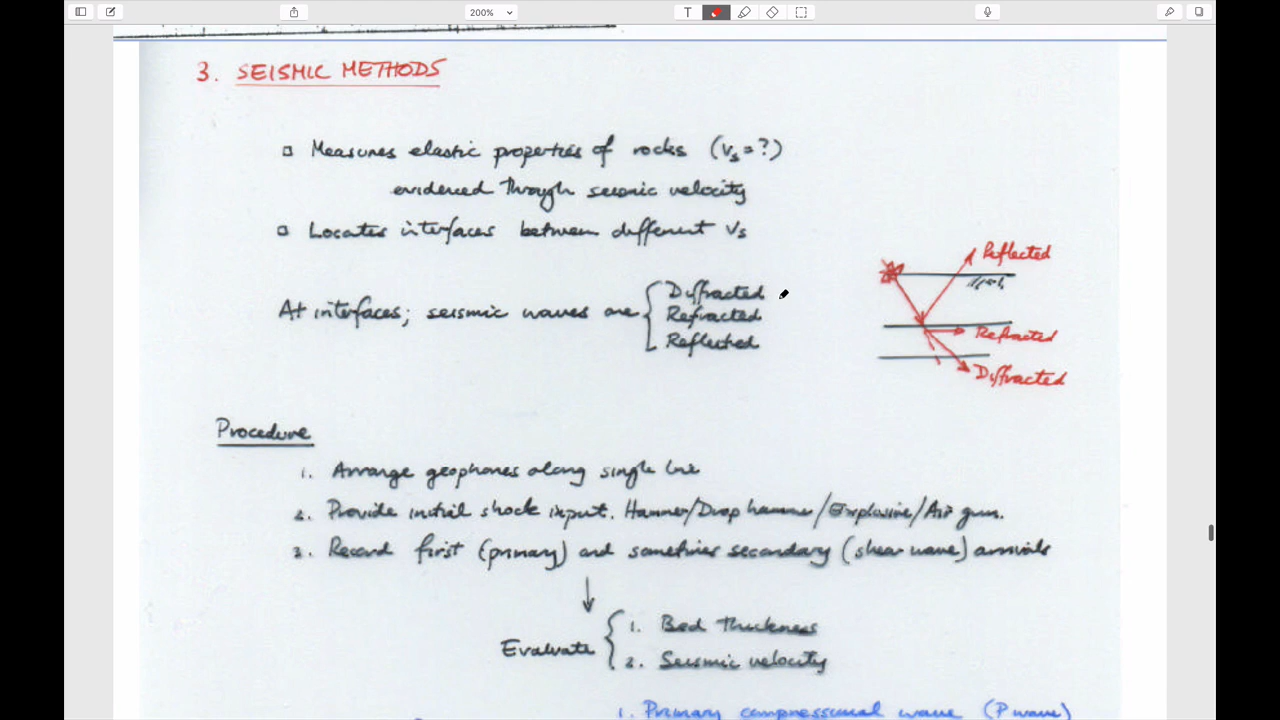 200%
T
3. SEISMIC METHODS
Measures elastic properties of rocks (Vs = ?)
evidenced through seismic velocity
Locates interfaces between different Vs
At interfaces; seismic waves are { Diffracted
Refracted
Reflected
Reflected
Refracted
Diffracted
Procedure
1. Arrange geophones along single line
2. Provide initial shock input. Hammer/Drop hammer/Explosive/Air gun.
3. Record first (primary) and sometimes secondary (shear wave) arrivals
↓
Evaluate { 1. Bed thickness
2. Seismic velocity
1. Primary compressional wave (P wave)